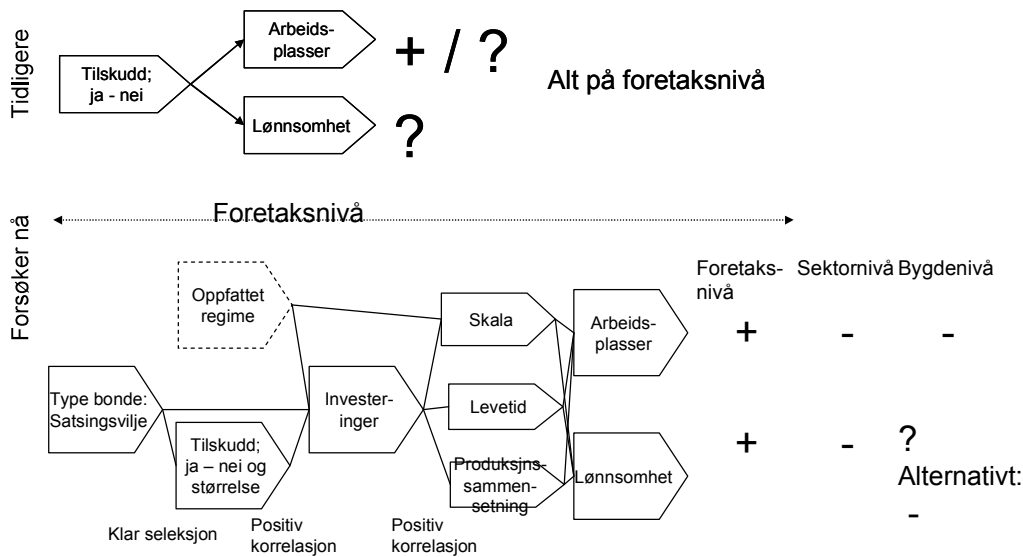 Tidligere
Tilskudd;
ja - nei
Arbeids-
plasser
+ / ?
Lønnsomhet
?
Alt på foretaksnivå
Forsøker nå
Foretaksnivå
Oppfattet
regime
Type bonde:
Satsingsvilje
Tilskudd;
ja – nei og
størrelse
Invester-
inger
Skala
Levetid
Produksjns-
sammen-
setning
Arbeids-
plasser
Lønnsomhet
Foretaks-
nivå
Sektornivå
Bygdenivå
+
-
-
+
-
?
Alternativt:
-
Klar seleksjon
Positiv
korrelasjon
Positiv
korrelasjon